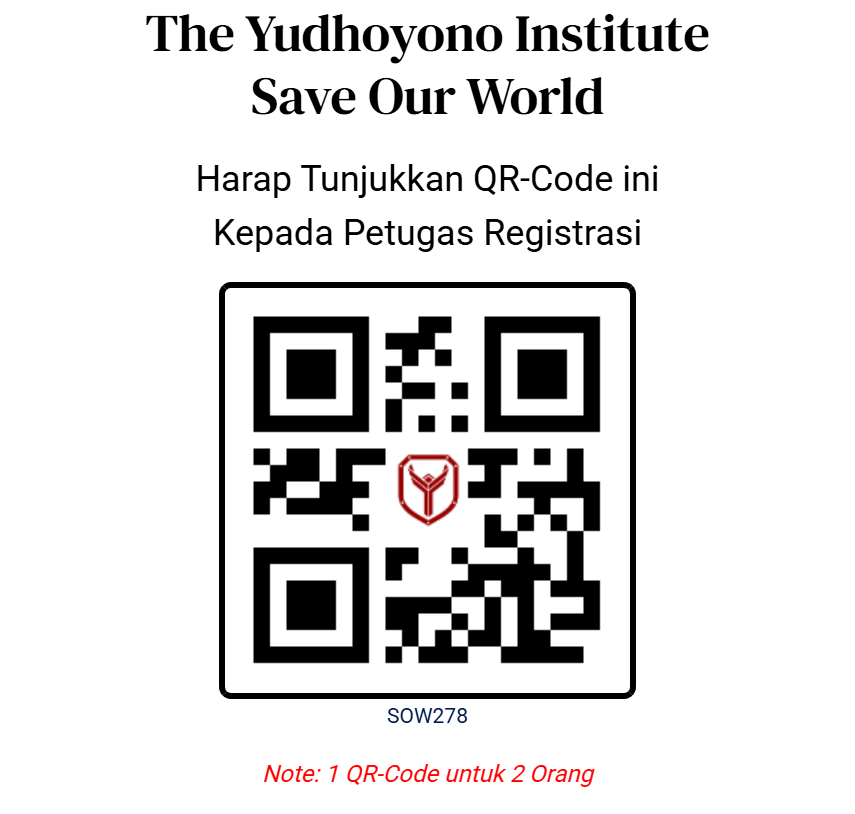 The Yudhoyono Institute
Save Our World
Harap Tunjukkan QR-Code ini
Kepada Petugas Registrasi
SOW278
Note: 1 QR-Code untuk 2 Orang